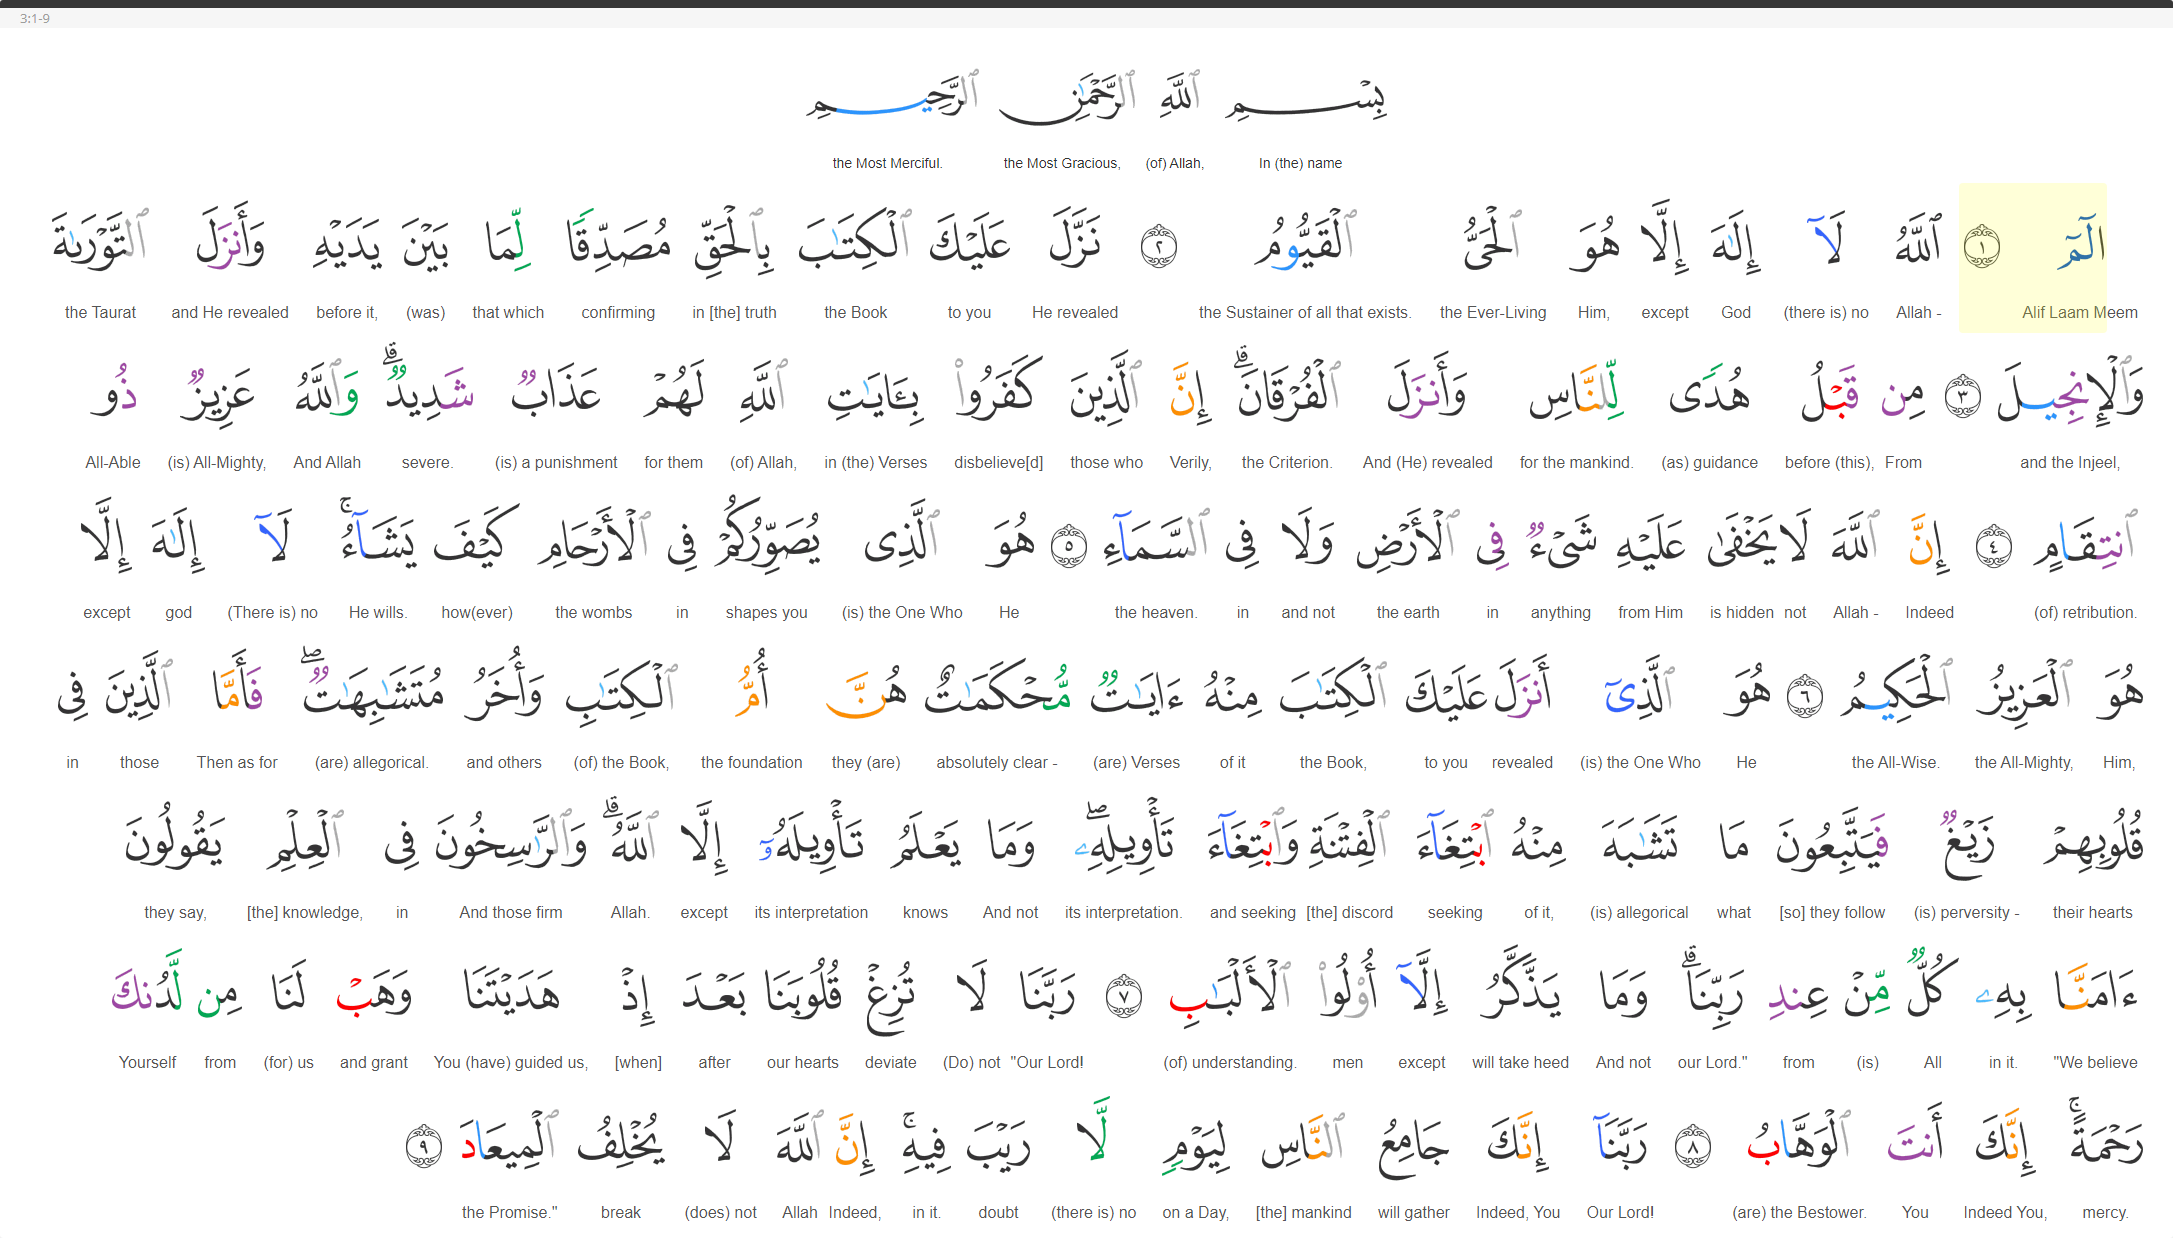 3:1-9
بِسْمِ ٱللَّهِ ٱلرَّحْمَٰنِ ٱلرَّحِيمِ
In (the) name (of) Allah, the Most Gracious, the Most Merciful.
الٓمٓ ١ ٱللَّهُ لَآ إِلَٰهَ إِلَّا هُوَ ٱلْحَىُّ ٱلْقَيُّومُ ٢ نَزَّلَ عَلَيْكَ ٱلْكِتَٰبَ بِٱلْحَقِّ مُصَدِّقًا لِّمَا بَيْنَ يَدَيْهِ وَأَنزَلَ ٱلتَّوْرَىٰةَ
Alif Laam Meem Allah - (there is) no God except Him, the Ever-Living the Sustainer of all that exists. He revealed to you the Book in [the] truth confirming that which (was) before it, and He revealed the Taurat
وَٱلْإِنجِيلَ ٣ مِن قَبْلُ هُدًى لِّلنَّاسِ وَأَنزَلَ ٱلْفُرْقَانَ ۗ إِنَّ ٱلَّذِينَ كَفَرُوا۟ بِـَٔايَٰتِ ٱللَّهِ لَهُمْ عَذَابٌ شَدِيدٌ ۗ وَٱللَّهُ عَزِيزٌ ذُو
and the Injeel, From before (this), (as) guidance for the mankind. And (He) revealed the Criterion. Verily, those who disbelieve[d] in (the) Verses (of) Allah, for them (is) a punishment severe. And Allah (is) All-Mighty, All-Able
ٱنتِقَامٍ ٤ إِنَّ ٱللَّهَ لَا يَخْفَىٰ عَلَيْهِ شَىْءٌ فِى ٱلْأَرْضِ وَلَا فِى ٱلسَّمَآءِ ٥ هُوَ ٱلَّذِى يُصَوِّرُكُمْ فِى ٱلْأَرْحَامِ كَيْفَ يَشَآءُ ۚ لَآ إِلَٰهَ إِلَّا
(of) retribution. Indeed Allah - not is hidden from Him anything in the earth and not in the heaven. He (is) the One Who shapes you in the wombs how(ever) He wills. (There is) no god except
هُوَ ٱلْعَزِيزُ ٱلْحَكِيمُ ٦ هُوَ ٱلَّذِىٓ أَنزَلَ عَلَيْكَ ٱلْكِتَٰبَ مِنْهُ ءَايَٰتٌ مُّحْكَمَٰتٌ هُنَّ أُمُّ ٱلْكِتَٰبِ وَأُخَرُ مُتَشَٰبِهَٰتٌ ۖ فَأَمَّا ٱلَّذِينَ فِى
Him, the All-Mighty, the All-Wise. He (is) the One Who revealed to you the Book, of it (are) Verses absolutely clear - they (are) the foundation (of) the Book, and others (are) allegorical. Then as for those in
قُلُوبِهِمْ زَيْغٌ فَيَتَّبِعُونَ مَا تَشَٰبَهَ مِنْهُ ٱبْتِغَآءَ ٱلْفِتْنَةِ وَٱبْتِغَآءَ تَأْوِيلِهِۦ ۖ وَمَا يَعْلَمُ تَأْوِيلَهُۥٓ إِلَّا ٱللَّهُ ۗ وَٱلرَّٰسِخُونَ فِى ٱلْعِلْمِ يَقُولُونَ
their hearts (is) perversity - [so] they follow what (is) allegorical of it, seeking [the] discord and seeking its interpretation. And not knows its interpretation except Allah. And those firm in [the] knowledge, they say,
ءَامَنَّا بِهِۦ كُلٌّ مِّنْ عِندِ رَبِّنَا ۗ وَمَا يَذَّكَّرُ إِلَّآ أُو۟لُوا۟ ٱلْأَلْبَٰبِ ٧ رَبَّنَا لَا تُزِغْ قُلُوبَنَا بَعْدَ إِذْ هَدَيْتَنَا وَهَبْ لَنَا مِن لَّدُنكَ
"We believe in it. All (is) from our Lord." And not will take heed except men (of) understanding. "Our Lord! (Do) not deviate our hearts after [when] You (have) guided us, and grant (for) us from Yourself
رَحْمَةً ۚ إِنَّكَ أَنتَ ٱلْوَهَّابُ ٨ رَبَّنَآ إِنَّكَ جَامِعُ ٱلنَّاسِ لِيَوْمٍ لَّا رَيْبَ فِيهِ ۚ إِنَّ ٱللَّهَ لَا يُخْلِفُ ٱلْمِيعَادَ ٩
mercy. Indeed You, You (are) the Bestower. Our Lord! Indeed, You will gather [the] mankind on a Day, (there is) no doubt in it. Indeed, Allah (does) not break the Promise."